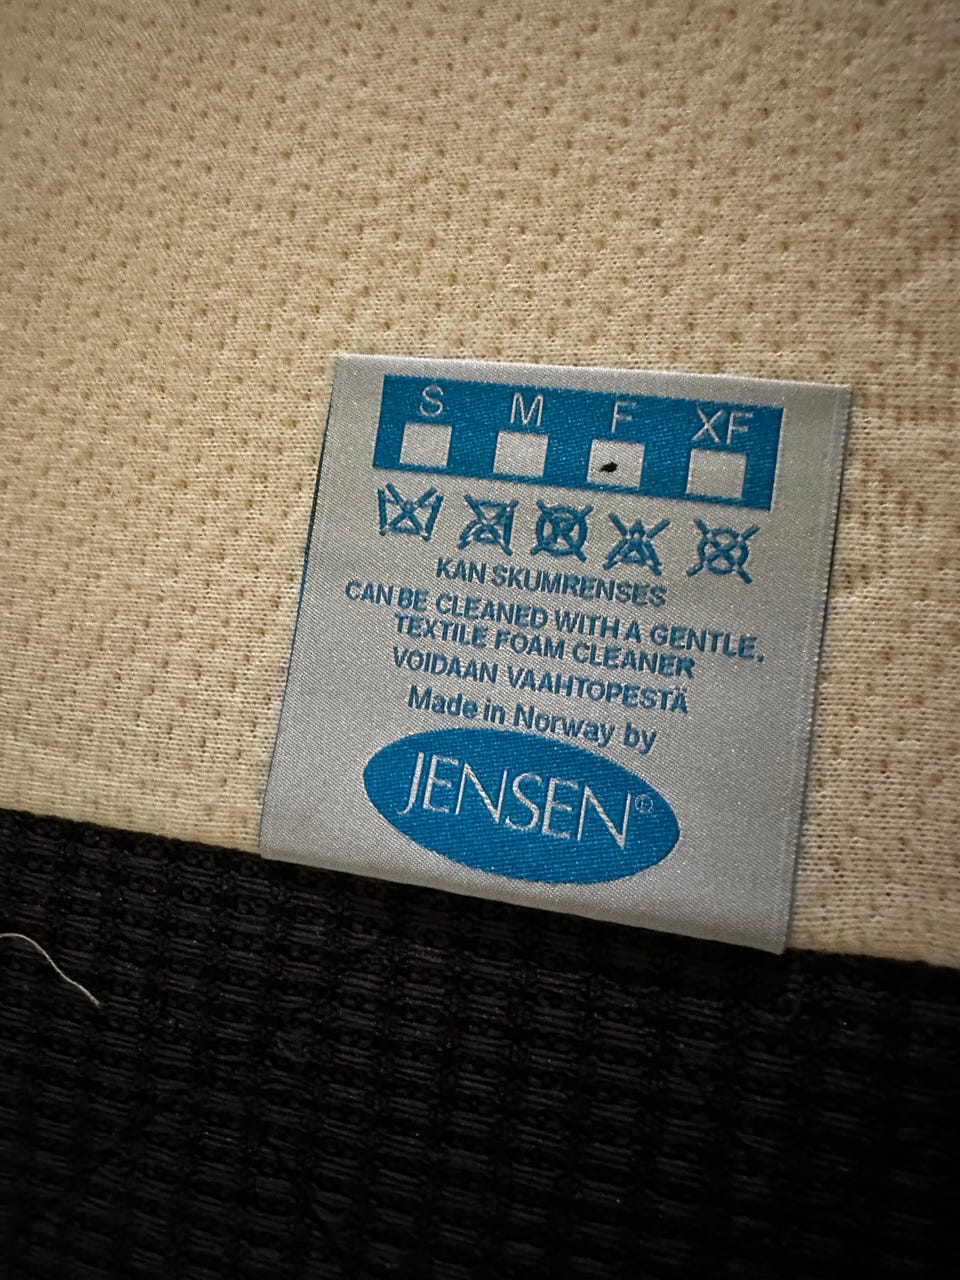 S M F XF
KAN SKUMRENSES
CAN BE CLEANED WITH A GENTLE,
TEXTILE FOAM CLEANER
VOIDAAN VAAHTOPESTÄ
Made in Norway by
JENSEN®